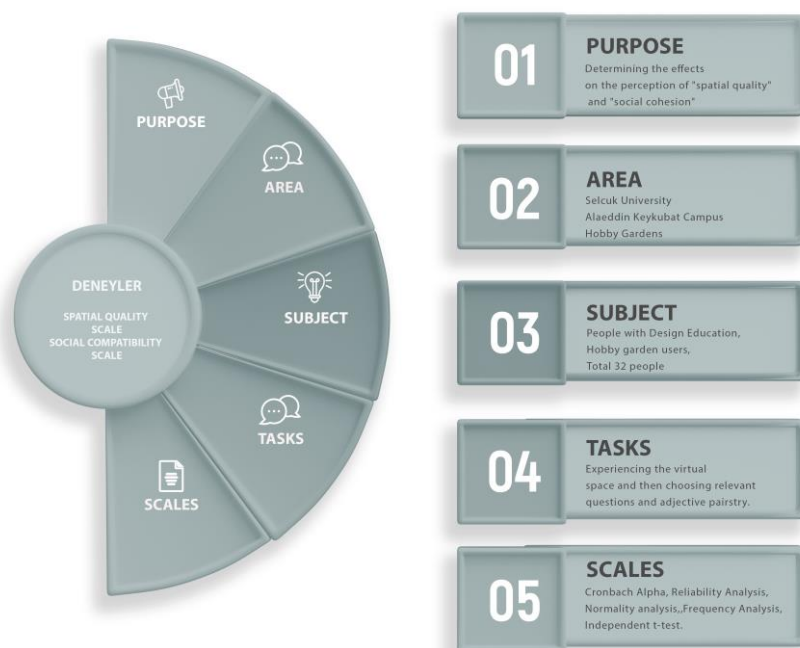 PURPOSE
AREA
SUBJECT
TASKS
SCALES
DENEYLER
SPATIAL QUALITY
SCALE
SOCIAL COMPATIBILITY
SCALE
01
PURPOSE
Determining the effects
on the perception of "spatial quality"
and "social cohesion"
02
AREA
Selcuk University
Alaeddin Keykubat Campus
Hobby Gardens
03
SUBJECT
People with Design Education,
Hobby garden users,
Total 32 people
04
TASKS
Experiencing the virtual
space and then choosing relevant
questions and adjective pairstry.
05
SCALES
Cronbach Alpha, Reliability Analysis,
Normality analysis,,Frequency Analysis,
Independent t-test.